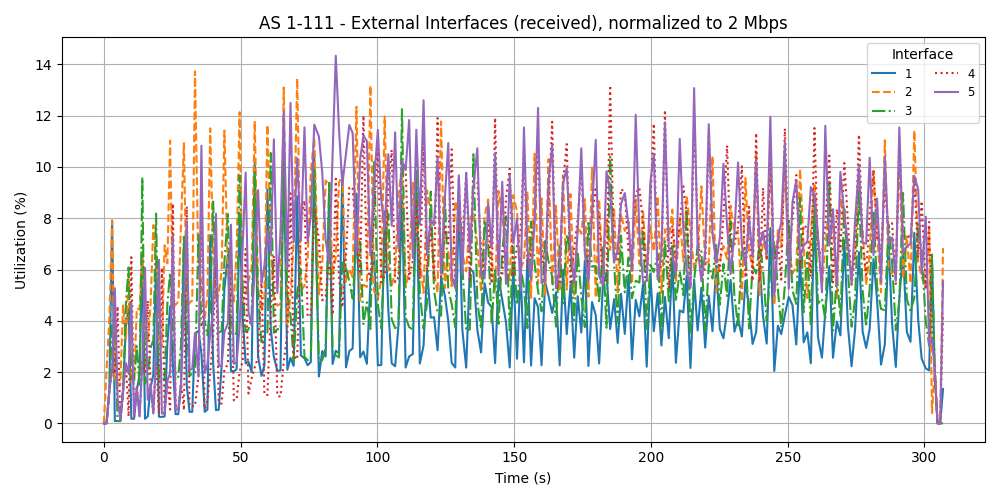 AS 1-111 - External Interfaces (received), normalized to 2 Mbps
Utilization (%)
14
12
10
8
6
4
2
0
0 50 100 150 200 250 300
Time (s)
Interface
1 4
2 5
3